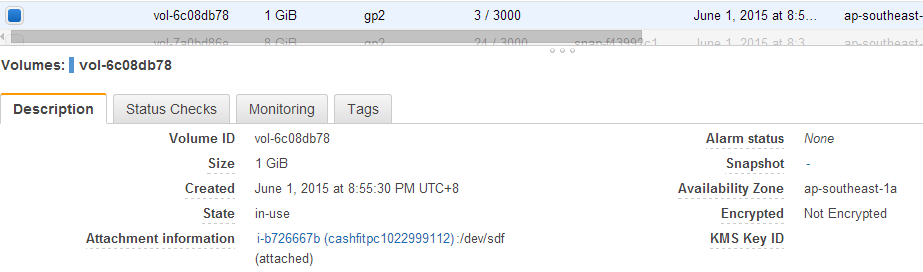 vol-6c08db78 1 GiB gp2 3 / 3000 June 1, 2015 at 8:5... ap-southeast-
vol-7a0bd86e 8 GiB gp2 24 / 3000 snap-f43992c1 June 1, 2015 at 8:3... ap-southeast-
Volumes: vol-6c08db78
Description Status Checks Monitoring Tags
Volume ID vol-6c08db78 Alarm status None
Size 1 GiB Snapshot -
Created June 1, 2015 at 8:55:30 PM UTC+8 Availability Zone ap-southeast-1a
State in-use Encrypted Not Encrypted
Attachment information i-b726667b (cashfitpc1022999112):/dev/sdf KMS Key ID
(attached)